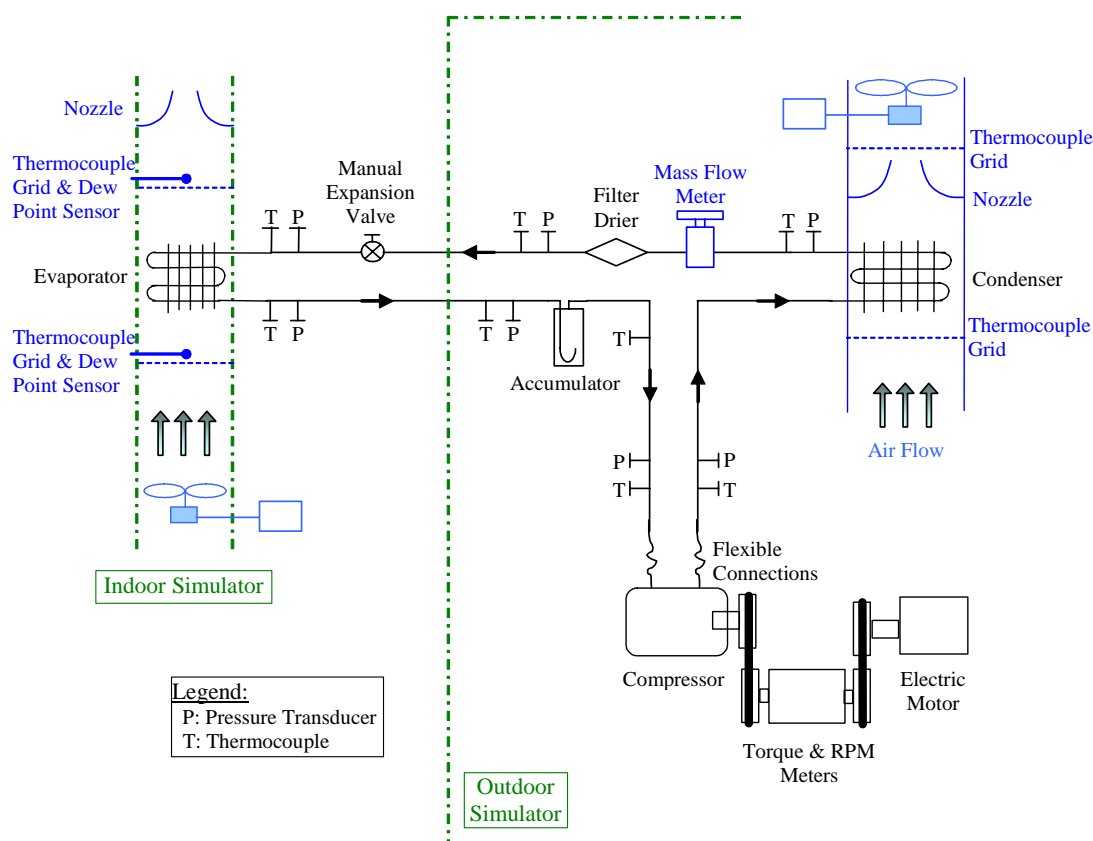 Nozzle
Thermocouple
Grid & Dew
Point Sensor
Evaporator
Thermocouple
Grid & Dew
Point Sensor
Indoor Simulator
T P
Manual
Expansion
Valve
T P
T P
Filter
Drier
Mass Flow
Meter
T P
T P
Accumulator
T
P
T
P
T
Flexible
Connections
Compressor
Electric
Motor
Torque & RPM
Meters
Thermocouple
Grid
Nozzle
Condenser
Thermocouple
Grid
Air Flow
Legend:
P: Pressure Transducer
T: Thermocouple
Outdoor
Simulator